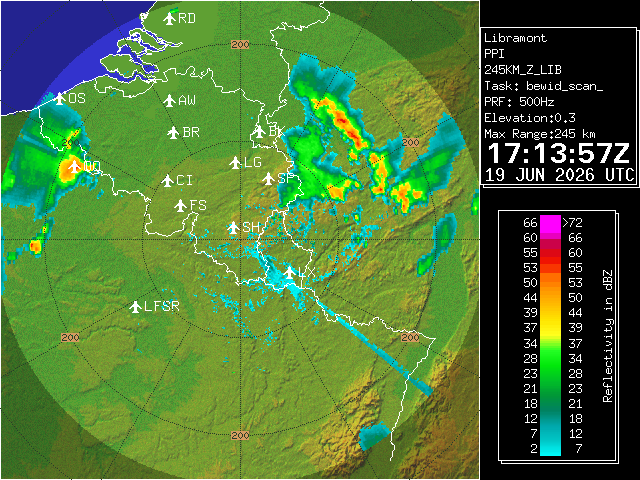 RD
200
OS
AW
BR
BK
200
LG
QQ
CI
SP
FS
SH
LX
LFSR
200
200
200
Libramont
PPI
245KM_Z_LIB
Task: bewid_scan_
PRF: 500Hz
Elevation:0.3
Max Range:245 km
17:13:57Z
19 JUN 2026 UTC
66 >72
60 66
55 60
53 55
50 53
44 50
39 44
37 39
34 37
28 34
23 28
21 23
18 21
12 18
7 12
2 7
Reflectivity in dBZ